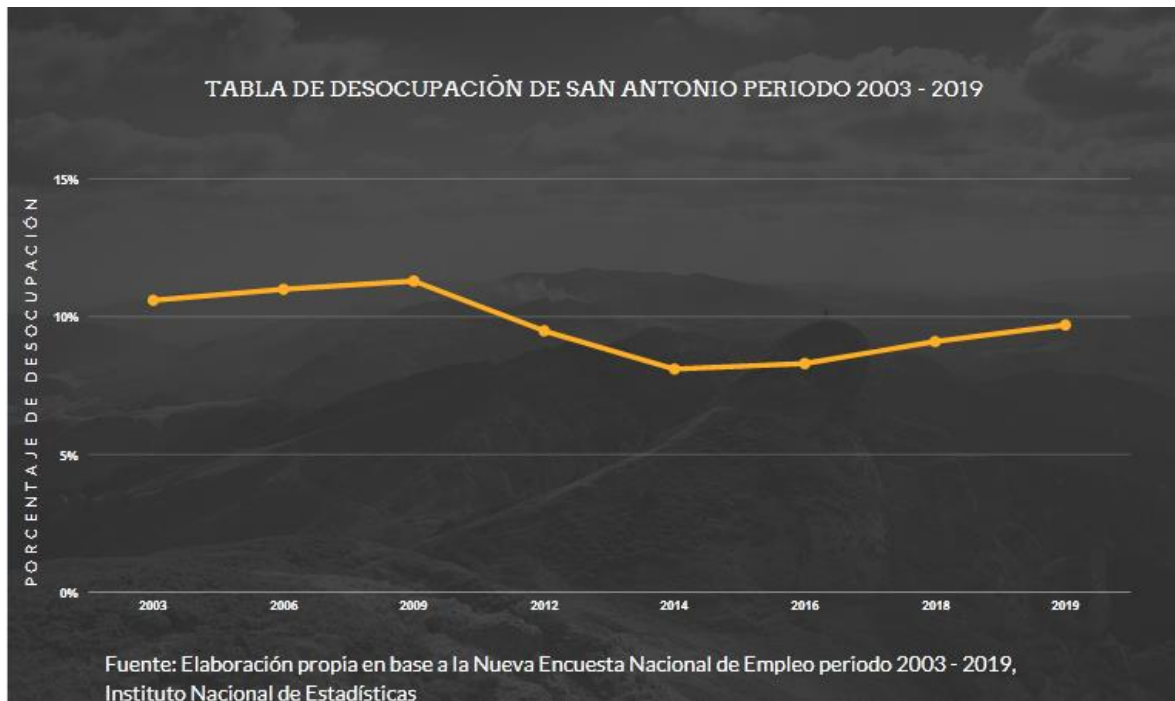 TABLA DE DESOCUPACIÓN DE SAN ANTONIO PERIODO 2003 - 2019
PORCENTAJE DE DESOCUPACIÓN
15%
10%
5%
0%
2003 2006 2009 2012 2014 2016 2018 2019
Fuente: Elaboración propia en base a la Nueva Encuesta Nacional de Empleo periodo 2003 - 2019,
Instituto Nacional de Estadísticas